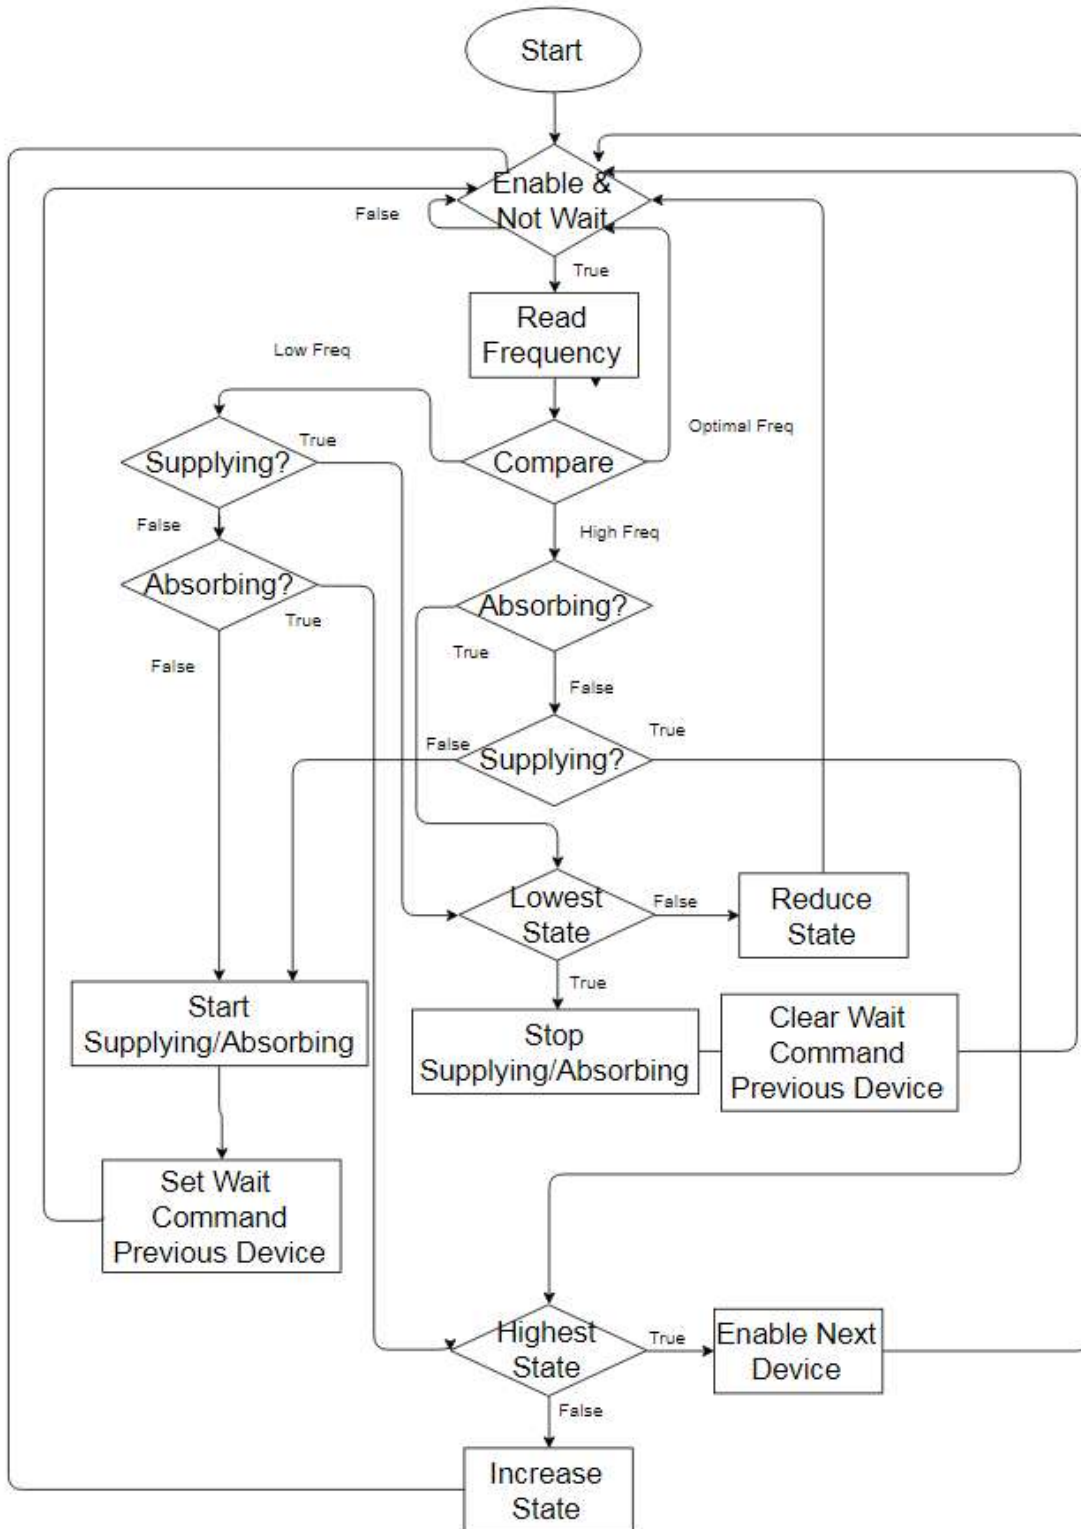 Start
Enable &
Not Wait
False
True
Read
Frequency
Low Freq
Optimal Freq
Supplying?
True
Compare
False
High Freq
Absorbing?
True
Absorbing?
True
False
False
Supplying?
False
True
Lowest
State
False
Reduce
State
True
Start
Supplying/Absorbing
Stop
Supplying/Absorbing
Clear Wait
Command
Previous Device
Set Wait
Command
Previous Device
Highest
State
True
Enable Next
Device
False
Increase
State